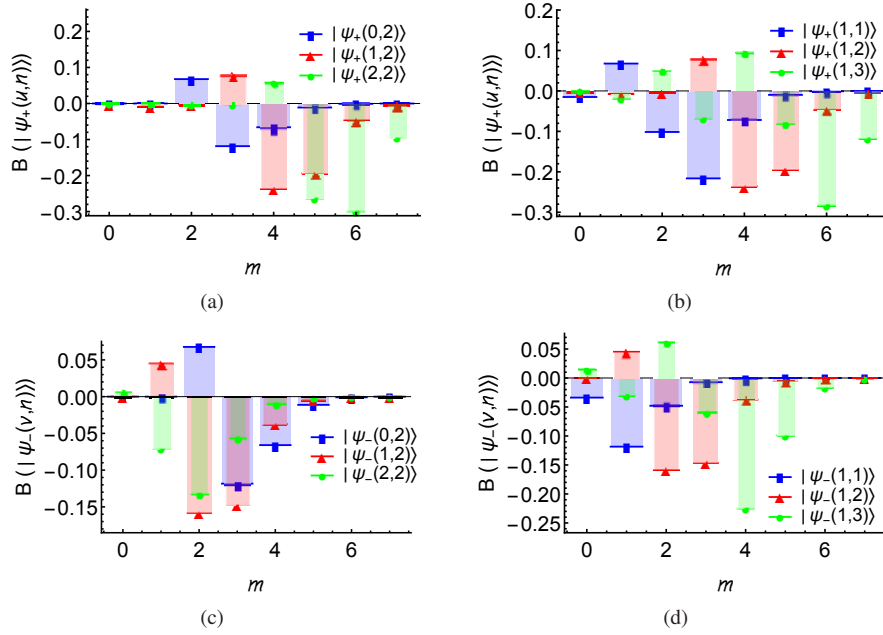 B (|ψ₊(u,n)⟩)
0.1
0.0
−0.1
−0.2
−0.3
0 2 4 6
m
|ψ₊(0,2)⟩
|ψ₊(1,2)⟩
|ψ₊(2,2)⟩
(a)
B (|ψ₊(u,n)⟩)
0.2
0.1
0.0
−0.1
−0.2
−0.3
0 2 4 6
m
|ψ₊(1,1)⟩
|ψ₊(1,2)⟩
|ψ₊(1,3)⟩
(b)
B (|ψ₋(v,n)⟩)
0.05
0.00
−0.05
−0.10
−0.15
0 2 4 6
m
|ψ₋(0,2)⟩
|ψ₋(1,2)⟩
|ψ₋(2,2)⟩
(c)
B (|ψ₋(v,n)⟩)
0.05
0.00
−0.05
−0.10
−0.15
−0.20
−0.25
0 2 4 6
m
|ψ₋(1,1)⟩
|ψ₋(1,2)⟩
|ψ₋(1,3)⟩
(d)